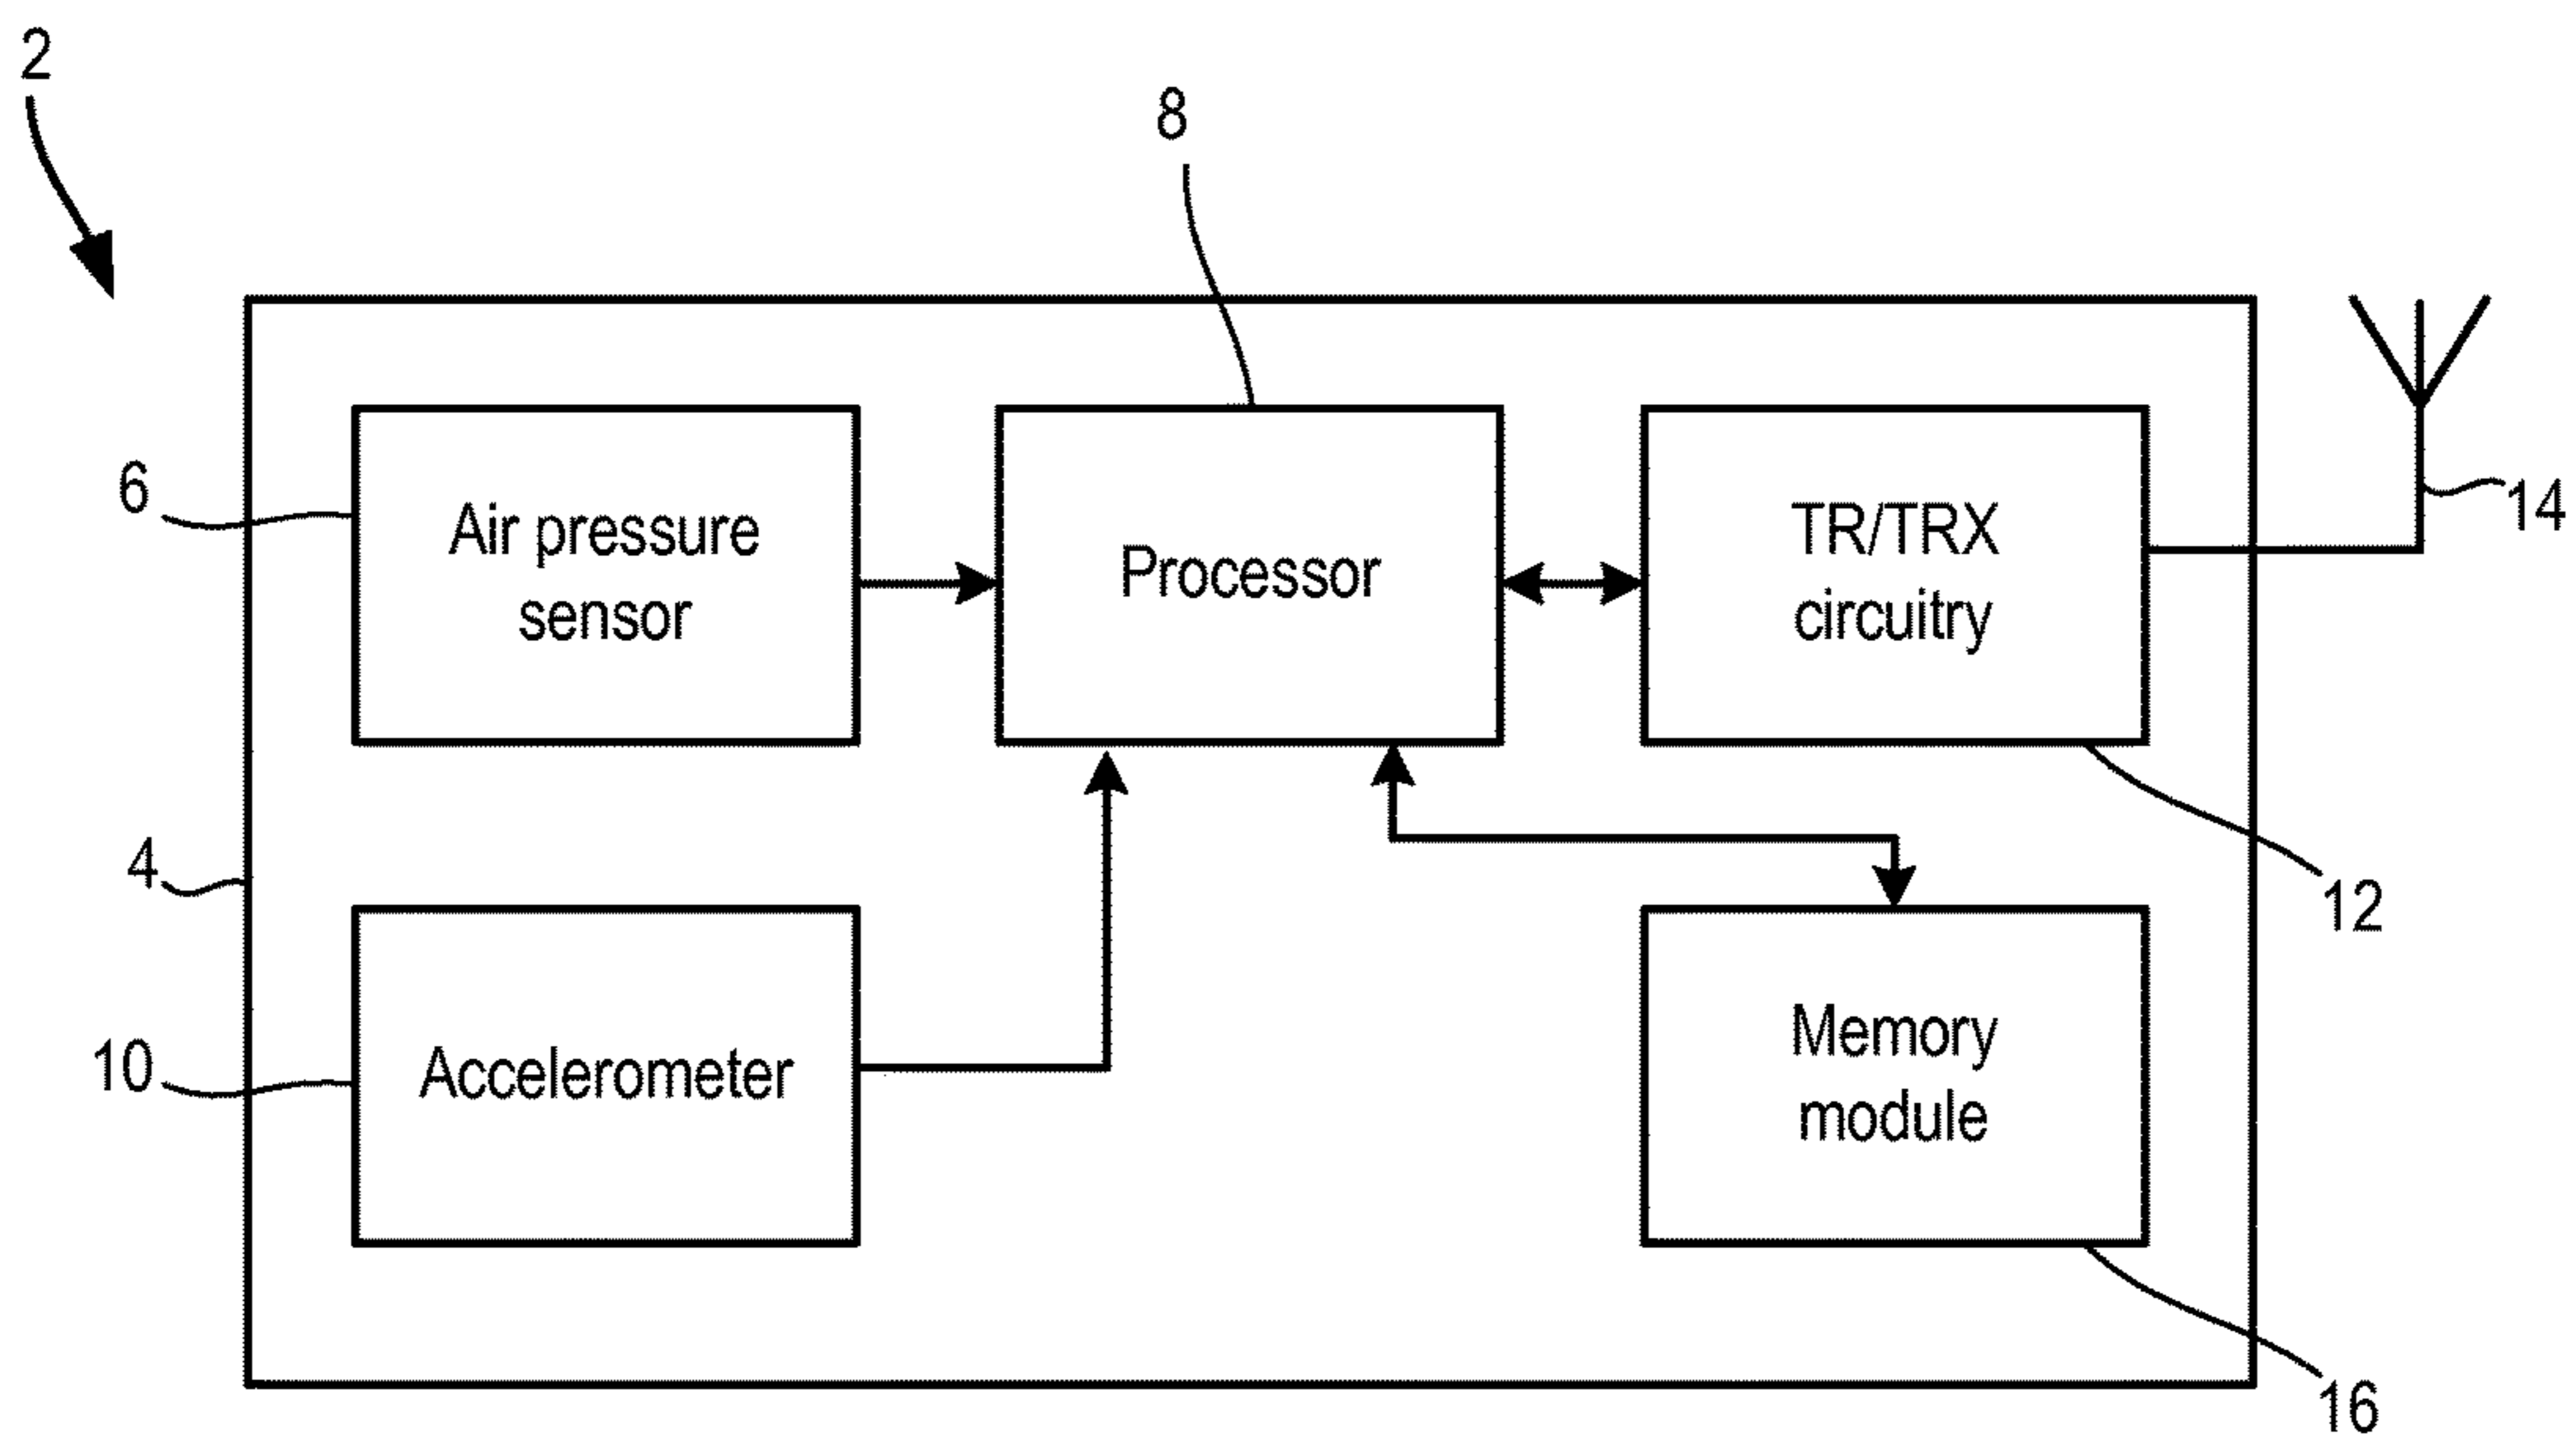 2
8
6
Air pressure
sensor
Processor
TR/TRX
circuitry
14
4
12
10
Accelerometer
Memory
module
16